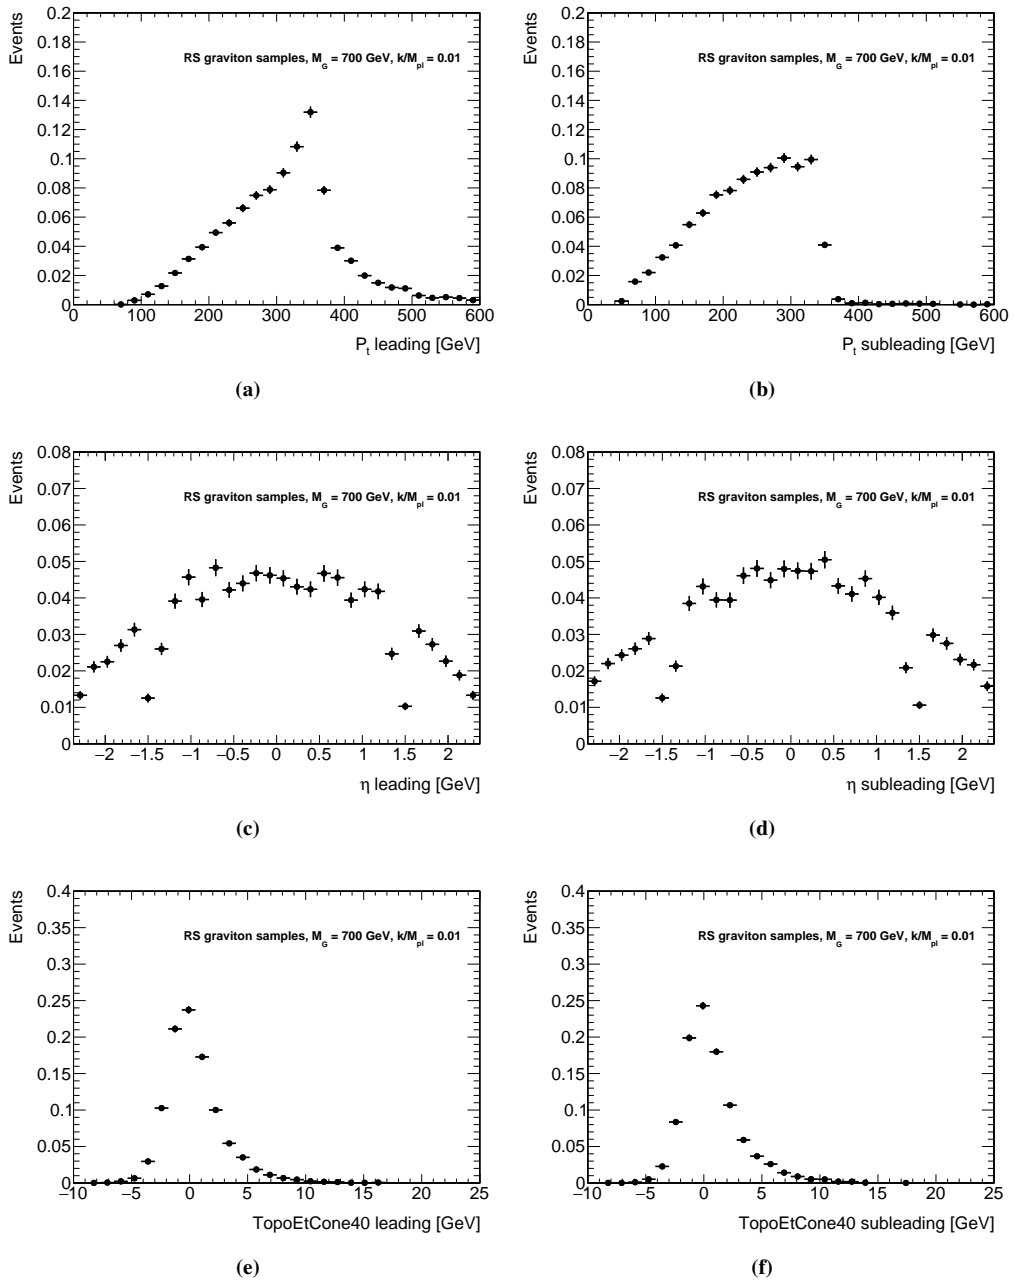 Events
0.2
0.18
0.16
0.14
0.12
0.1
0.08
0.06
0.04
0.02
0
RS graviton samples, M_G = 700 GeV, k/M_pl = 0.01
0 100 200 300 400 500 600
P_t leading [GeV]
(a)
Events
0.2
0.18
0.16
0.14
0.12
0.1
0.08
0.06
0.04
0.02
0
RS graviton samples, M_G = 700 GeV, k/M_pl = 0.01
0 100 200 300 400 500 600
P_t subleading [GeV]
(b)
Events
0.08
0.07
0.06
0.05
0.04
0.03
0.02
0.01
0
RS graviton samples, M_G = 700 GeV, k/M_pl = 0.01
−2 −1.5 −1 −0.5 0 0.5 1 1.5 2
η leading [GeV]
(c)
Events
0.08
0.07
0.06
0.05
0.04
0.03
0.02
0.01
0
RS graviton samples, M_G = 700 GeV, k/M_pl = 0.01
−2 −1.5 −1 −0.5 0 0.5 1 1.5 2
η subleading [GeV]
(d)
Events
0.4
0.35
0.3
0.25
0.2
0.15
0.1
0.05
0
RS graviton samples, M_G = 700 GeV, k/M_pl = 0.01
−10 −5 0 5 10 15 20 25
TopoEtCone40 leading [GeV]
(e)
Events
0.4
0.35
0.3
0.25
0.2
0.15
0.1
0.05
0
RS graviton samples, M_G = 700 GeV, k/M_pl = 0.01
−10 −5 0 5 10 15 20 25
TopoEtCone40 subleading [GeV]
(f)